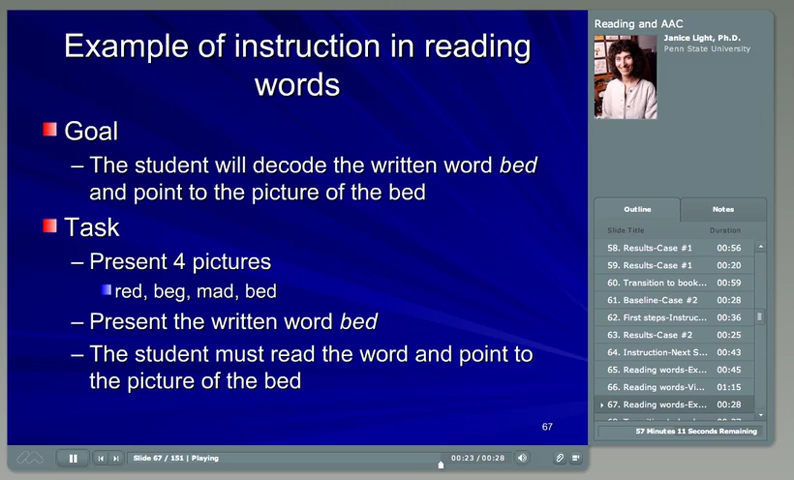 Example of instruction in reading
words
Goal
– The student will decode the written word bed
and point to the picture of the bed
Task
– Present 4 pictures
red, beg, mad, bed
– Present the written word bed
– The student must read the word and point to
the picture of the bed
67
Slide 67 / 151 | Playing
00:23 / 00:28
Reading and AAC
Janice Light, Ph.D.
Penn State University
Outline
Notes
Slide Title Duration
58. Results-Case #1 00:56
59. Results-Case #1 00:20
60. Transition to book... 00:59
61. Baseline-Case #2 00:28
62. First steps-Instruc... 00:36
63. Results-Case #2 00:25
64. Instruction-Next S... 00:43
65. Reading words-Ex... 00:45
66. Reading words-Vi... 01:15
67. Reading words-Ex... 00:28
57 Minutes 11 Seconds Remaining